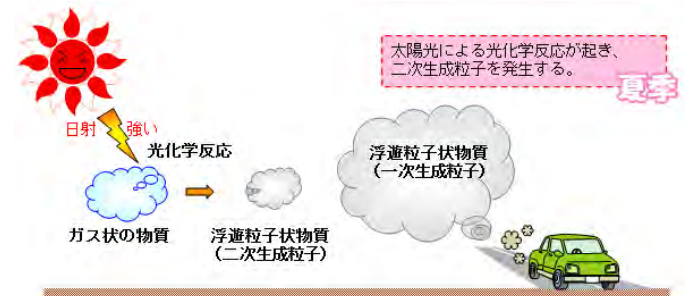 太陽光による光化学反応が起き、
二次生成粒子を発生する。
夏季
日射 強い
光化学反応
浮遊粒子状物質
(一次生成粒子)
ガス状の物質
浮遊粒子状物質
(二次生成粒子)